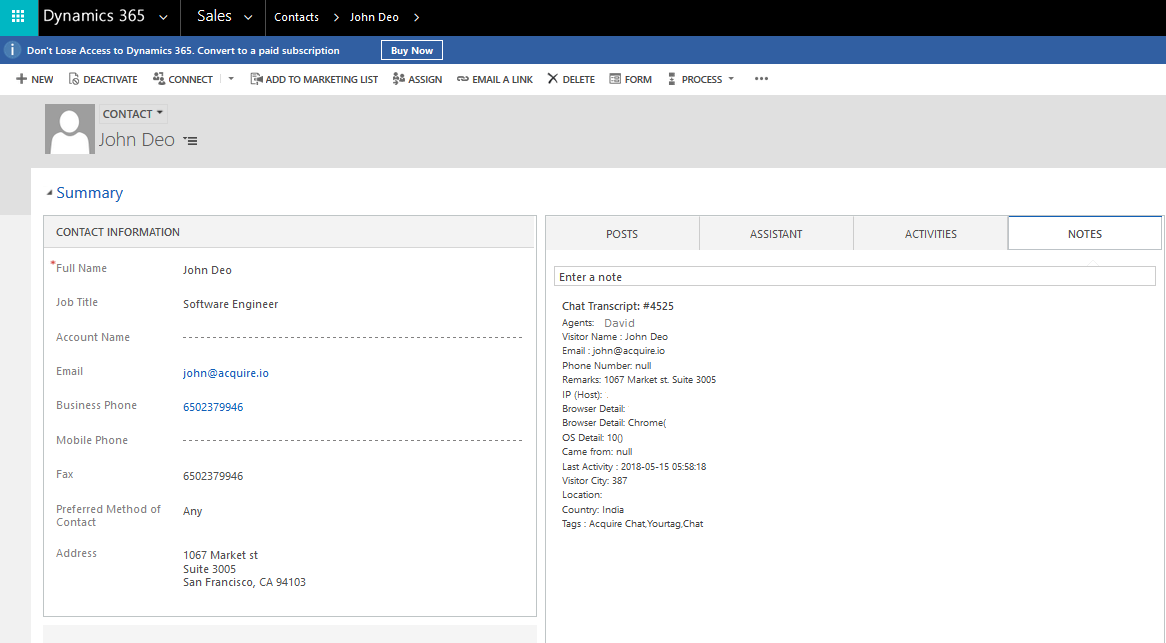 Dynamics 365 Sales Contacts John Deo
Don't Lose Access to Dynamics 365. Convert to a paid subscription Buy Now
NEW DEACTIVATE CONNECT ADD TO MARKETING LIST ASSIGN EMAIL A LINK DELETE FORM PROCESS ...
CONTACT
John Deo
Summary
CONTACT INFORMATION
*Full Name John Deo
Job Title Software Engineer
Account Name
Email john@acquire.io
Business Phone 6502379946
Mobile Phone
Fax 6502379946
Preferred Method of
Contact Any
Address 1067 Market st
Suite 3005
San Francisco, CA 94103
POSTS ASSISTANT ACTIVITIES NOTES
Enter a note
Chat Transcript: #4525
Agents: David
Visitor Name : John Deo
Email : john@acquire.io
Phone Number: null
Remarks: 1067 Market st. Suite 3005
IP (Host): .
Browser Detail:
Browser Detail: Chrome(
OS Detail: 10()
Came from: null
Last Activity : 2018-05-15 05:58:18
Visitor City: 387
Location:
Country: India
Tags : Acquire Chat,Yourtag,Chat